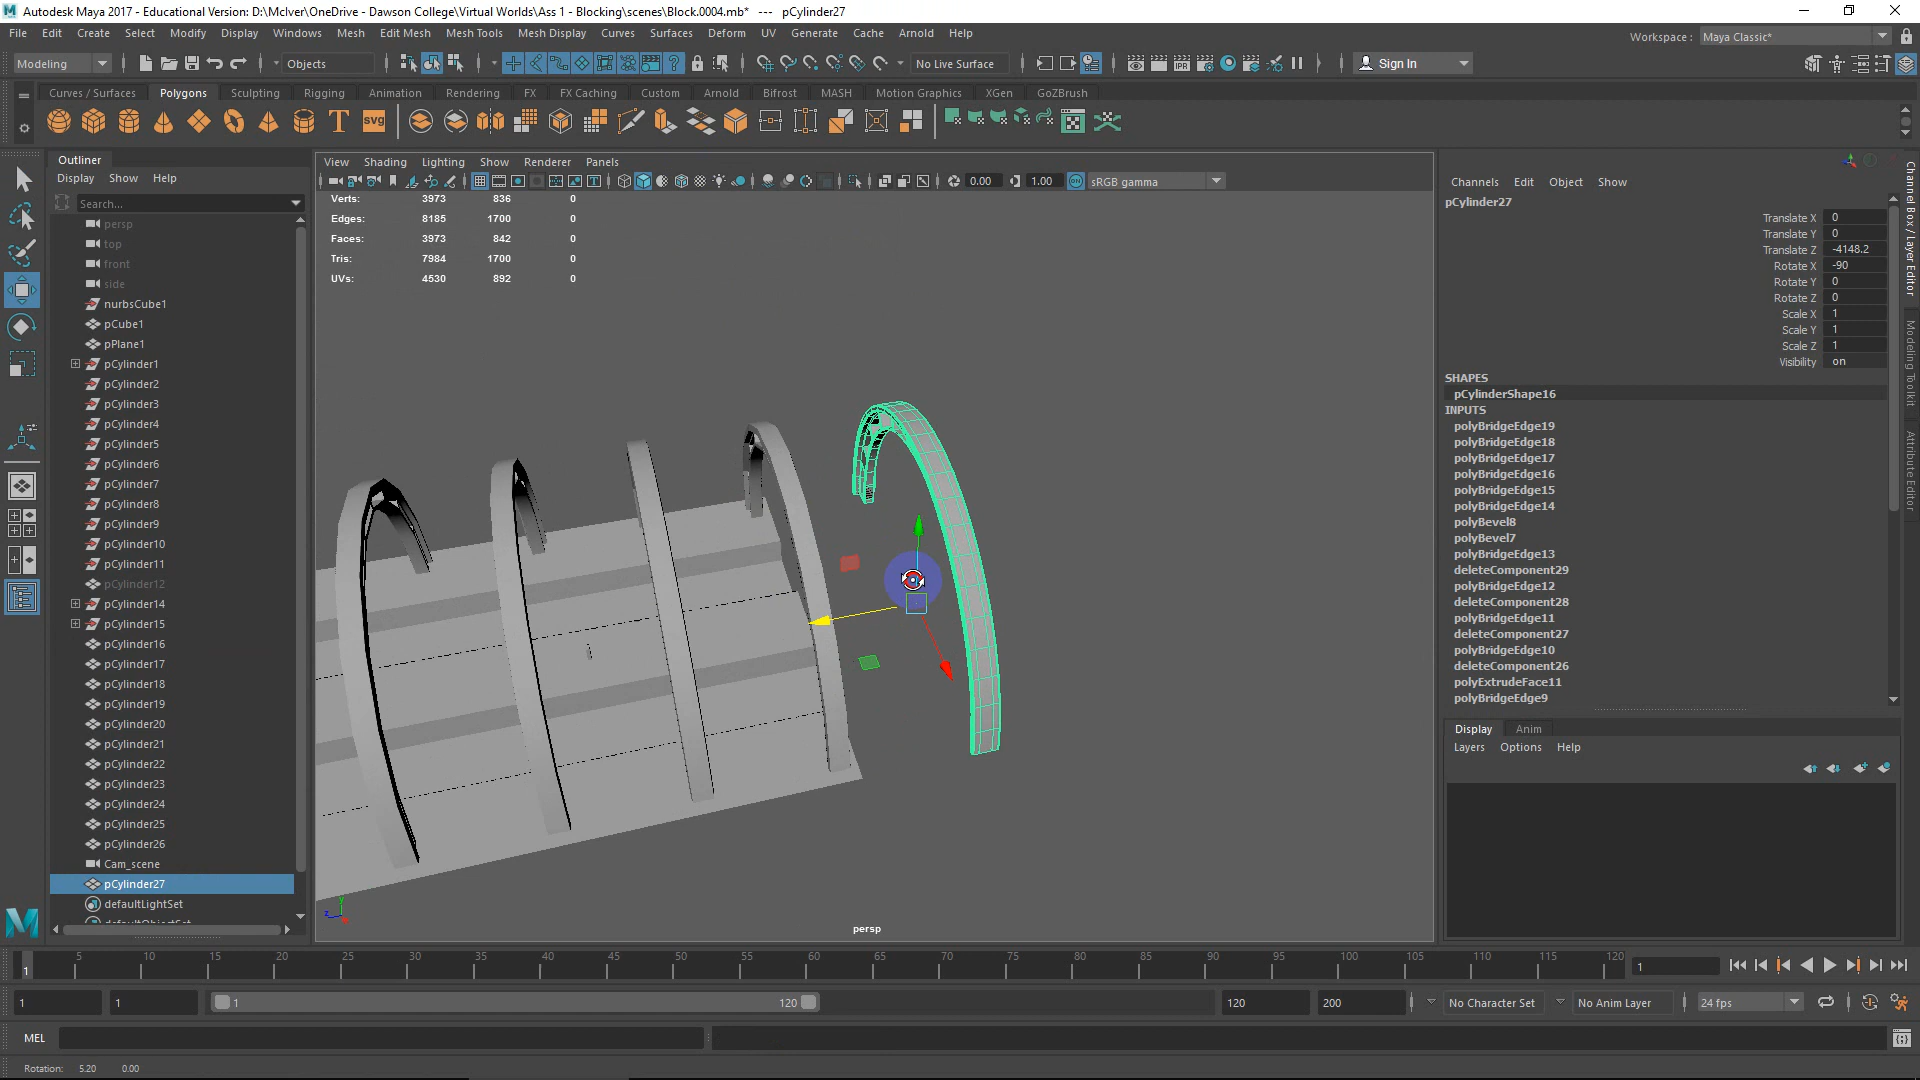 Autodesk Maya 2017 - Educational Version: D:\McIver\OneDrive - Dawson College\Virtual Worlds\Ass 1 - Blocking\scenes\Block.0004.mb* --- pCylinder27
File Edit Create Select Modify Display Windows Mesh Edit Mesh Mesh Tools Mesh Display Curves Surfaces Deform UV Generate Cache Arnold Help
Workspace : Maya Classic*
Modeling Objects No Live Surface Sign In
Curves / Surfaces Polygons Sculpting Rigging Animation Rendering FX FX Caching Custom Arnold Bifrost MASH Motion Graphics XGen GoZBrush
Outliner
Display Show Help
Search...
persp
top
front
side
nurbsCube1
pCube1
pPlane1
pCylinder1
pCylinder2
pCylinder3
pCylinder4
pCylinder5
pCylinder6
pCylinder7
pCylinder8
pCylinder9
pCylinder10
pCylinder11
pCylinder12
pCylinder14
pCylinder15
pCylinder16
pCylinder17
pCylinder18
pCylinder19
pCylinder20
pCylinder21
pCylinder22
pCylinder23
pCylinder24
pCylinder25
pCylinder26
Cam_scene
pCylinder27
defaultLightSet
defaultObjectSet
View Shading Lighting Show Renderer Panels
0.00 1.00 sRGB gamma
Verts: 3973 836 0
Edges: 8185 1700 0
Faces: 3973 842 0
Tris: 7984 1700 0
UVs: 4530 892 0
persp
Channels Edit Object Show
pCylinder27
Translate X 0
Translate Y 0
Translate Z -4148.2
Rotate X -90
Rotate Y 0
Rotate Z 0
Scale X 1
Scale Y 1
Scale Z 1
Visibility on
SHAPES
pCylinderShape16
INPUTS
polyBridgeEdge19
polyBridgeEdge18
polyBridgeEdge17
polyBridgeEdge16
polyBridgeEdge15
polyBridgeEdge14
polyBevel8
polyBevel7
polyBridgeEdge13
deleteComponent29
polyBridgeEdge12
deleteComponent28
polyBridgeEdge11
deleteComponent27
polyBridgeEdge10
deleteComponent26
polyExtrudeFace11
polyBridgeEdge9
Display Anim
Layers Options Help
Channel Box / Layer Editor
Modeling Toolkit
Attribute Editor
1 5 10 15 20 25 30 35 40 45 50 55 60 65 70 75 80 85 90 95 100 105 110 115 120 1
1 1 1 120 120 200 No Character Set No Anim Layer 24 fps
MEL
Rotation: 5.20 0.00